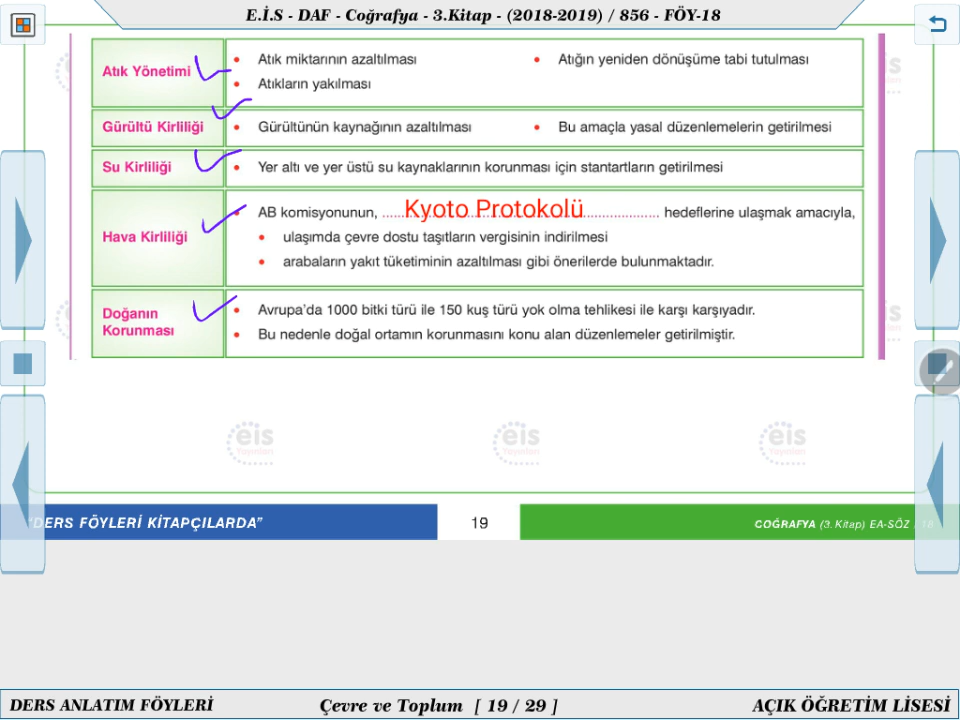 E.İ.S - DAF - Coğrafya - 3.Kitap - (2018-2019) / 856 - FÖY-18
Atık Yönetimi
• Atık miktarının azaltılması
• Atığın yeniden dönüşüme tabi tutulması
• Atıkların yakılması
Gürültü Kirliliği
• Gürültünün kaynağının azaltılması
• Bu amaçla yasal düzenlemelerin getirilmesi
Su Kirliliği
• Yer altı ve yer üstü su kaynaklarının korunması için stantartların getirilmesi
Hava Kirliliği
• AB komisyonunun, ...... Kyoto Protokolü ...................... hedeflerine ulaşmak amacıyla,
• ulaşımda çevre dostu taşıtların vergisinin indirilmesi
• arabaların yakıt tüketiminin azaltılması gibi önerilerde bulunmaktadır.
Doğanın
Korunması
• Avrupa'da 1000 bitki türü ile 150 kuş türü yok olma tehlikesi ile karşı karşıyadır.
• Bu nedenle doğal ortamın korunmasını konu alan düzenlemeler getirilmiştir.
eis Yayınları
eis Yayınları
eis Yayınları
"DERS FÖYLERİ KİTAPÇILARDA"
19
COĞRAFYA (3. Kitap) EA-SÖZ / 18
DERS ANLATIM FÖYLERİ
Çevre ve Toplum [ 19 / 29 ]
AÇIK ÖĞRETİM LİSESİ